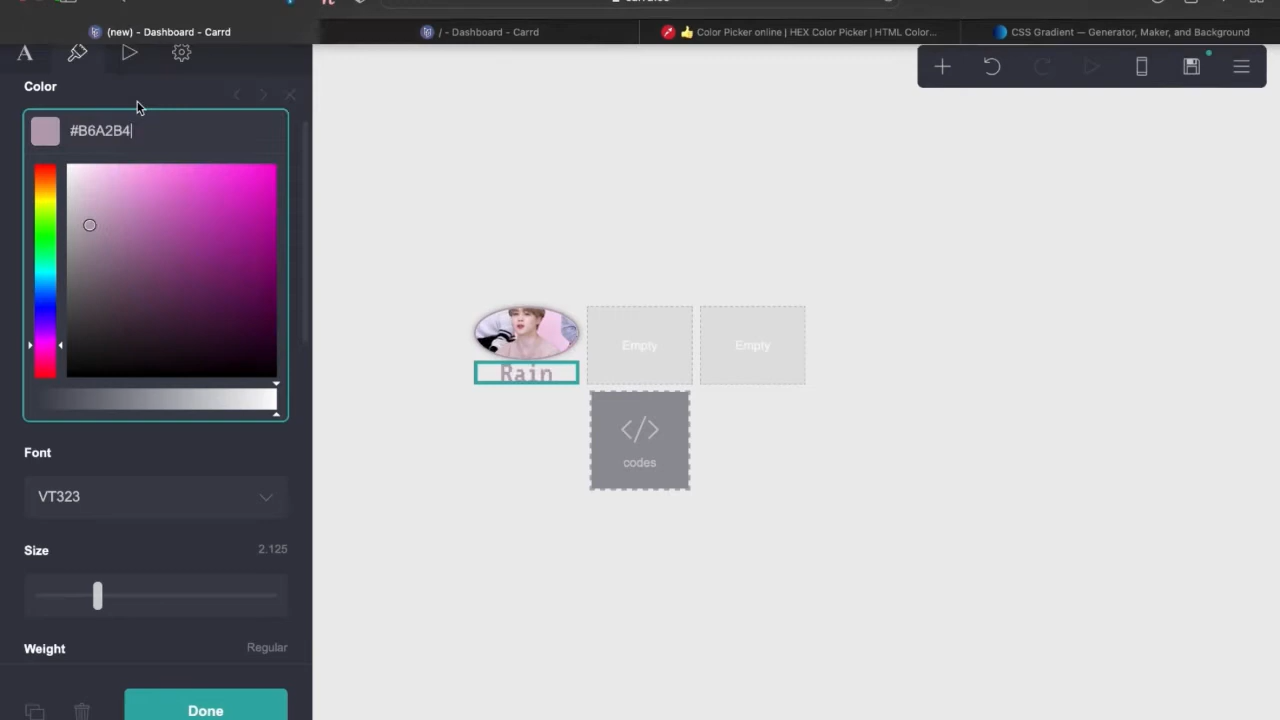 (new) - Dashboard - Carrd
/ - Dashboard - Carrd
👍 Color Picker online | HEX Color Picker | HTML Color...
CSS Gradient — Generator, Maker, and Background
A
Color
#B6A2B4
Rain
Empty
Empty
</>
codes
Font
VT323
Size
2.125
Weight
Regular
Done